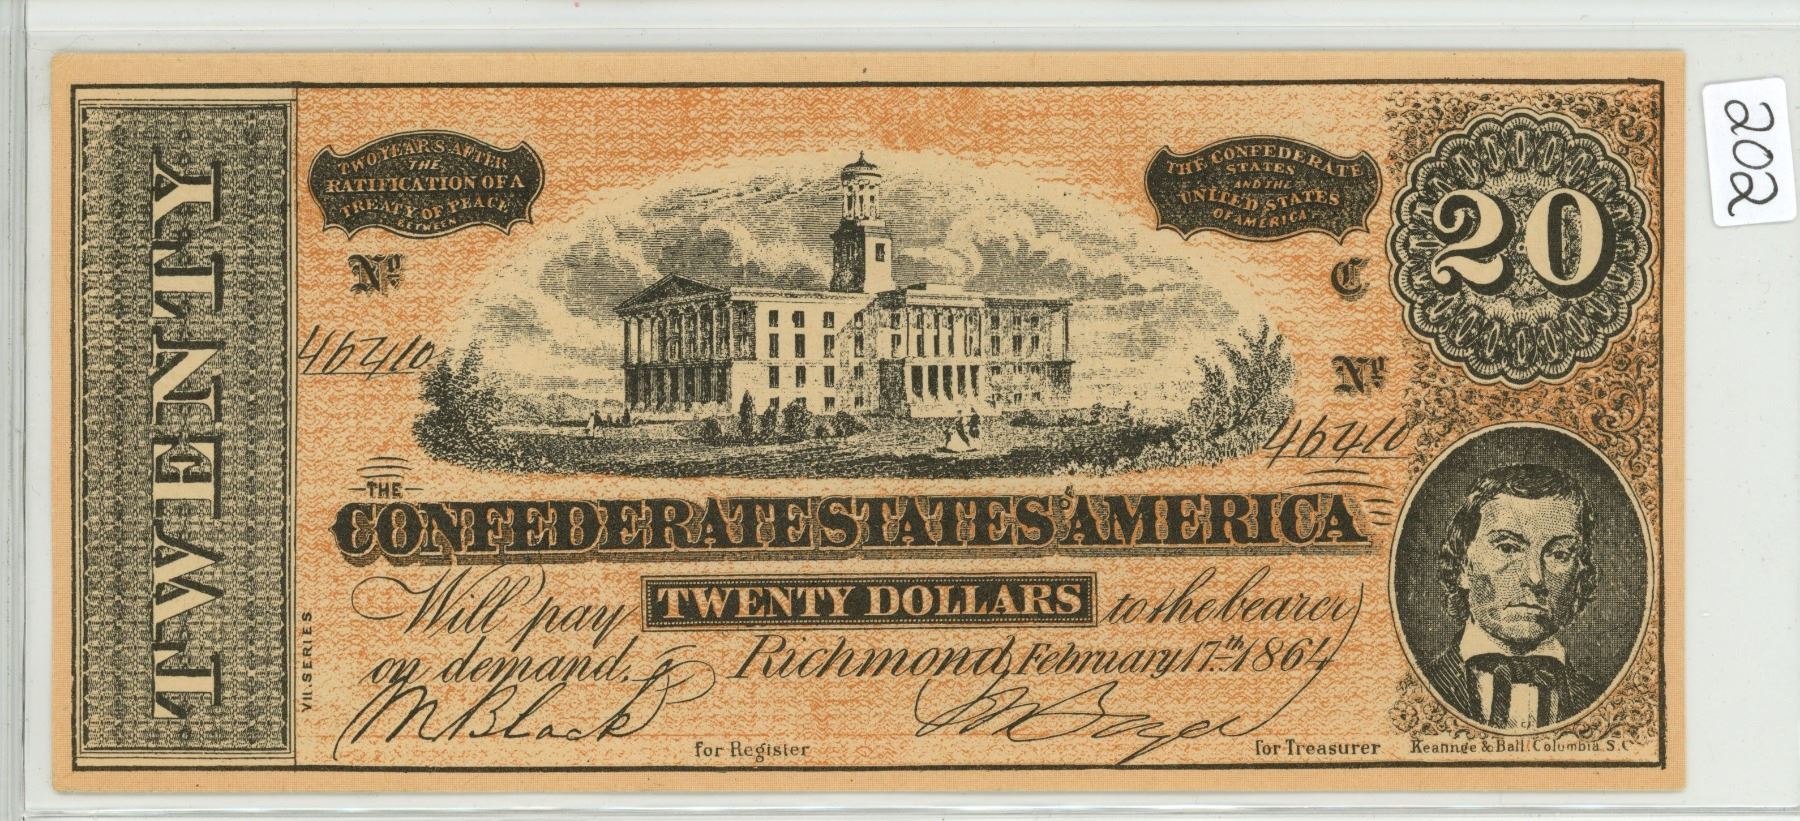 202
TWENTY
TWO YEARS AFTER
THE
RATIFICATION OF A
TREATY OF PEACE
BETWEEN
THE CONFEDERATE
STATES
AND THE
UNITED STATES
OF AMERICA
20
No
46410
C
No
46410
THE
CONFEDERATE STATES OF AMERICA
Will pay TWENTY DOLLARS to the bearer
on demand.
Richmond February 17th 1864
VII SERIES
M Black
for Register
for Treasurer
Keannge & Ball, Columbia S.C